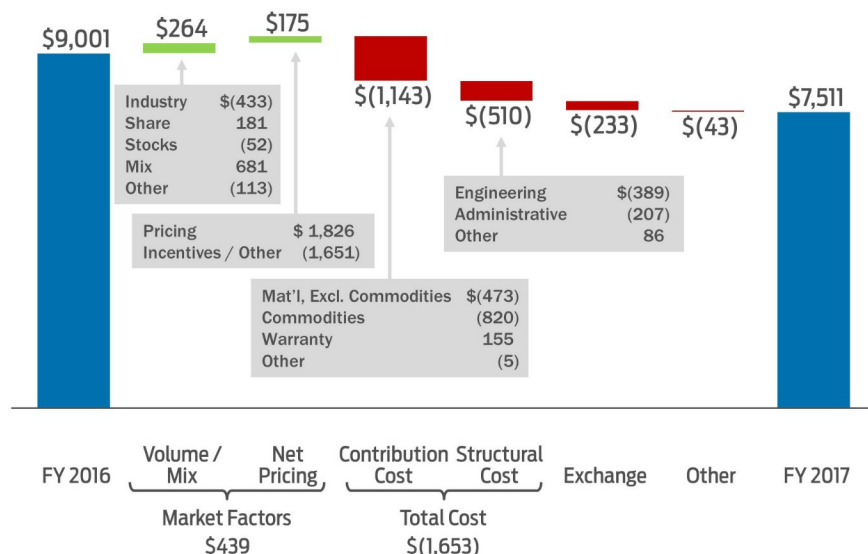 $9,001
$264
$175
$(1,143)
$(510)
$(233)
$(43)
$7,511
Industry $(433)
Share 181
Stocks (52)
Mix 681
Other (113)
Pricing $ 1,826
Incentives / Other (1,651)
Mat'l, Excl. Commodities $(473)
Commodities (820)
Warranty 155
Other (5)
Engineering $(389)
Administrative (207)
Other 86
FY 2016
Volume /
Mix
Net
Pricing
Contribution
Cost
Structural
Cost
Exchange
Other
FY 2017
Market Factors
$439
Total Cost
$(1,653)